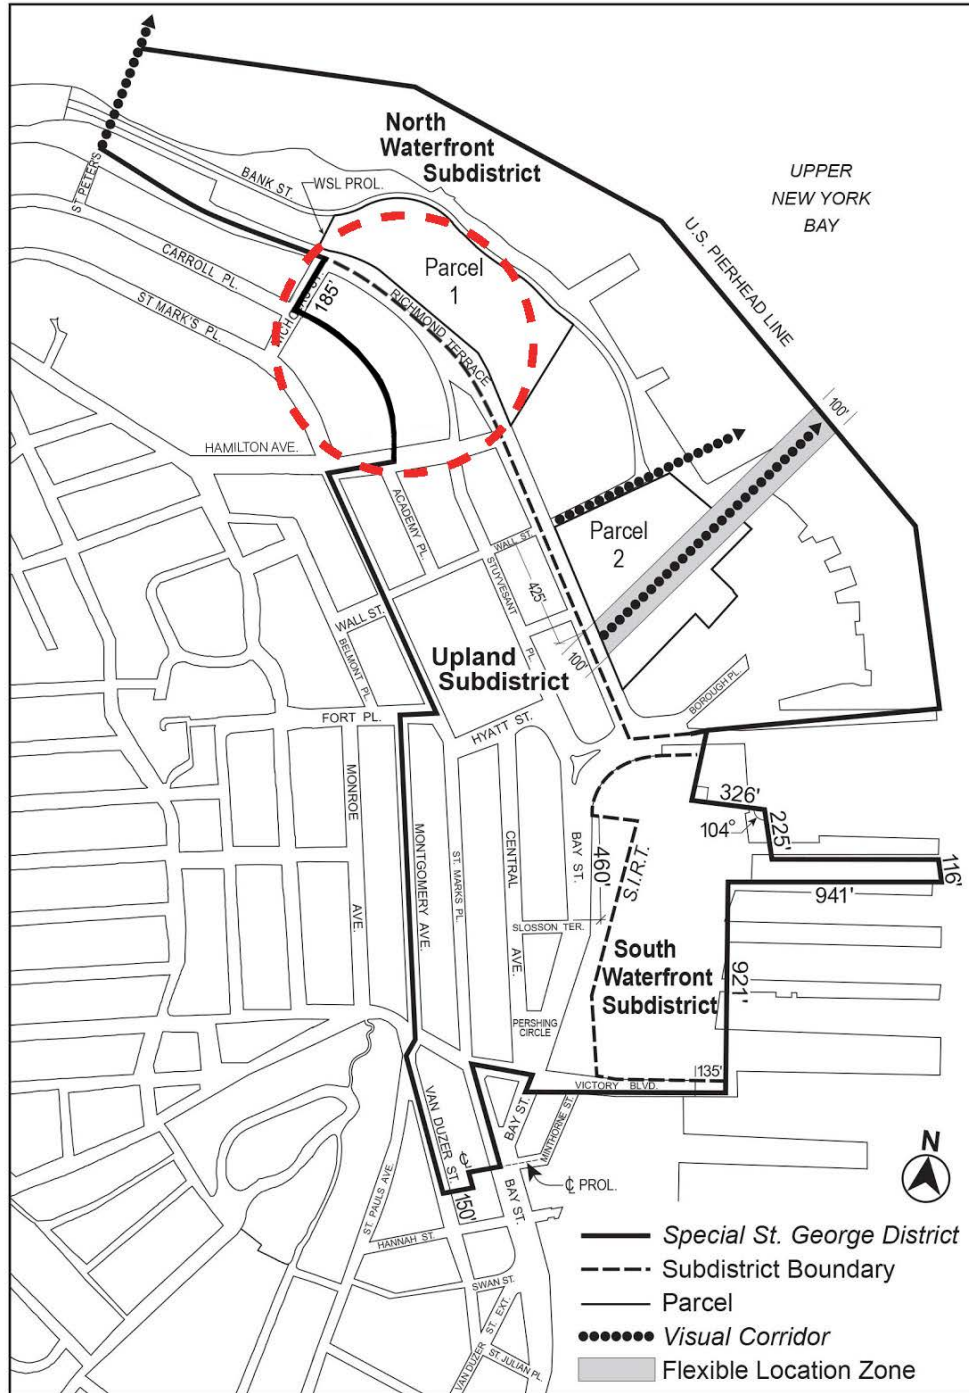 North
Waterfront
Subdistrict
UPPER
NEW YORK
BAY
ST PETER'S
BANK ST.
WSL PROL.
U.S. PIERHEAD LINE
CARROLL PL.
ST MARK'S PL.
185'
Parcel
1
RICHMOND TERRACE
100'
HAMILTON AVE.
ACADEMY PL.
WALL ST.
Parcel
2
STUYVESANT
PL.
425'
100'
WALL ST.
BELMONT PL.
Upland
Subdistrict
BOROUGH PL.
FORT PL.
HYATT ST.
MONROE
AVE.
MONTGOMERY AVE.
ST. MARKS PL.
CENTRAL
AVE.
BAY ST.
460'
S.I.R.T.
326'
104°
225'
116'
941'
SLOSSON TER.
South
Waterfront
Subdistrict
921'
PERSHING
CIRCLE
135'
VICTORY BLVD.
VAN DUZER ST.
BAY ST.
MINTHORNE ST.
℄
℄ PROL.
150'
BAY ST.
ST. PAULS AVE.
HANNAH ST.
SWAN ST.
VAN DUZER
ST. EXT.
ST. JULIAN PL.
N
Special St. George District
Subdistrict Boundary
Parcel
Visual Corridor
Flexible Location Zone